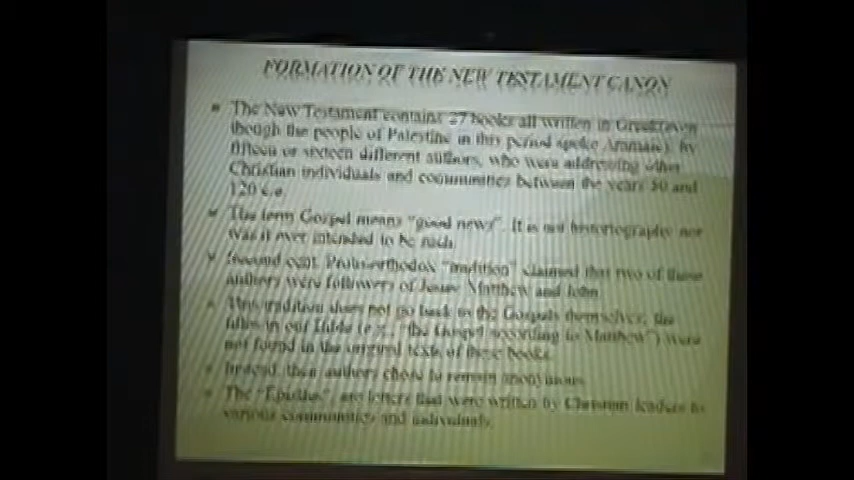 FORMATION OF THE NEW TESTAMENT CANON
The New Testament contains 27 books all written in Greek(even
though the people of Palestine in this period spoke Aramaic), by
fifteen or sixteen different authors, who were addressing other
Christian individuals and communities between the years 50 and
120 c.e.
The term Gospel means "good news". It is not historiography nor
was it ever intended to be such.
Second cent. Proto-orthodox "tradition" claimed that two of these
authors were followers of Jesus: Matthew and John.
This tradition does not go back to the Gospels themselves; the
titles in our Bible (e.g., "the Gospel according to Matthew") were
not found in the original texts of these books.
Instead, their authors chose to remain anonymous.
The "Epistles", are letters that were written by Christian leaders to
various communities and individuals.